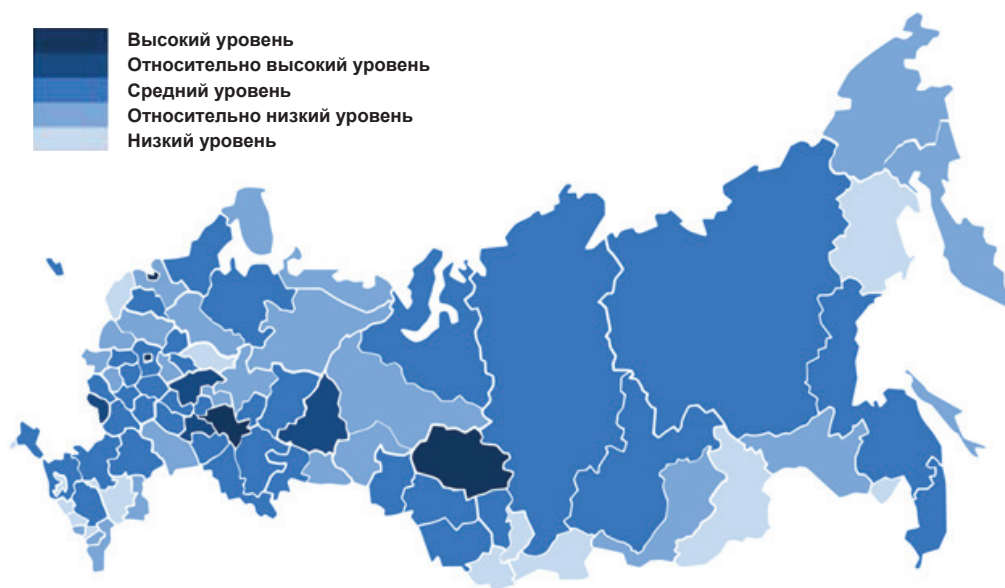 Высокий уровень
Относительно высокий уровень
Средний уровень
Относительно низкий уровень
Низкий уровень